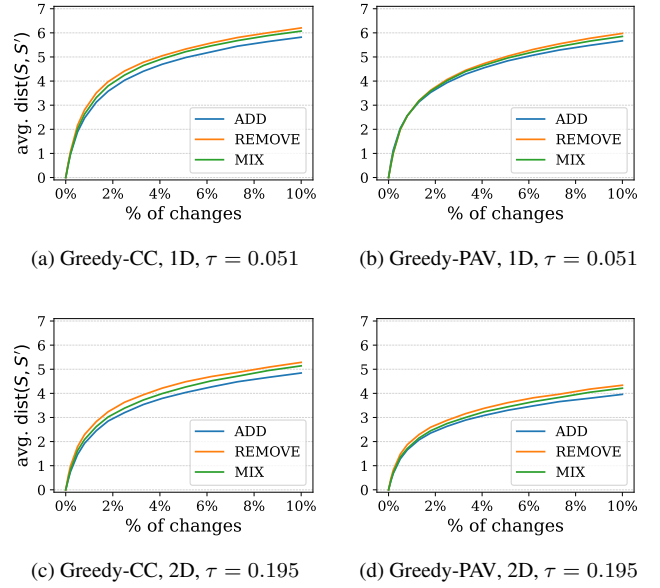 7
6
5
4
3
2
1
0
avg. dist(S, S′)
ADD
REMOVE
MIX
0% 2% 4% 6% 8% 10%
% of changes
(a) Greedy-CC, 1D, τ = 0.051
7
6
5
4
3
2
1
0
ADD
REMOVE
MIX
0% 2% 4% 6% 8% 10%
% of changes
(b) Greedy-PAV, 1D, τ = 0.051
7
6
5
4
3
2
1
0
avg. dist(S, S′)
ADD
REMOVE
MIX
0% 2% 4% 6% 8% 10%
% of changes
(c) Greedy-CC, 2D, τ = 0.195
7
6
5
4
3
2
1
0
ADD
REMOVE
MIX
0% 2% 4% 6% 8% 10%
% of changes
(d) Greedy-PAV, 2D, τ = 0.195